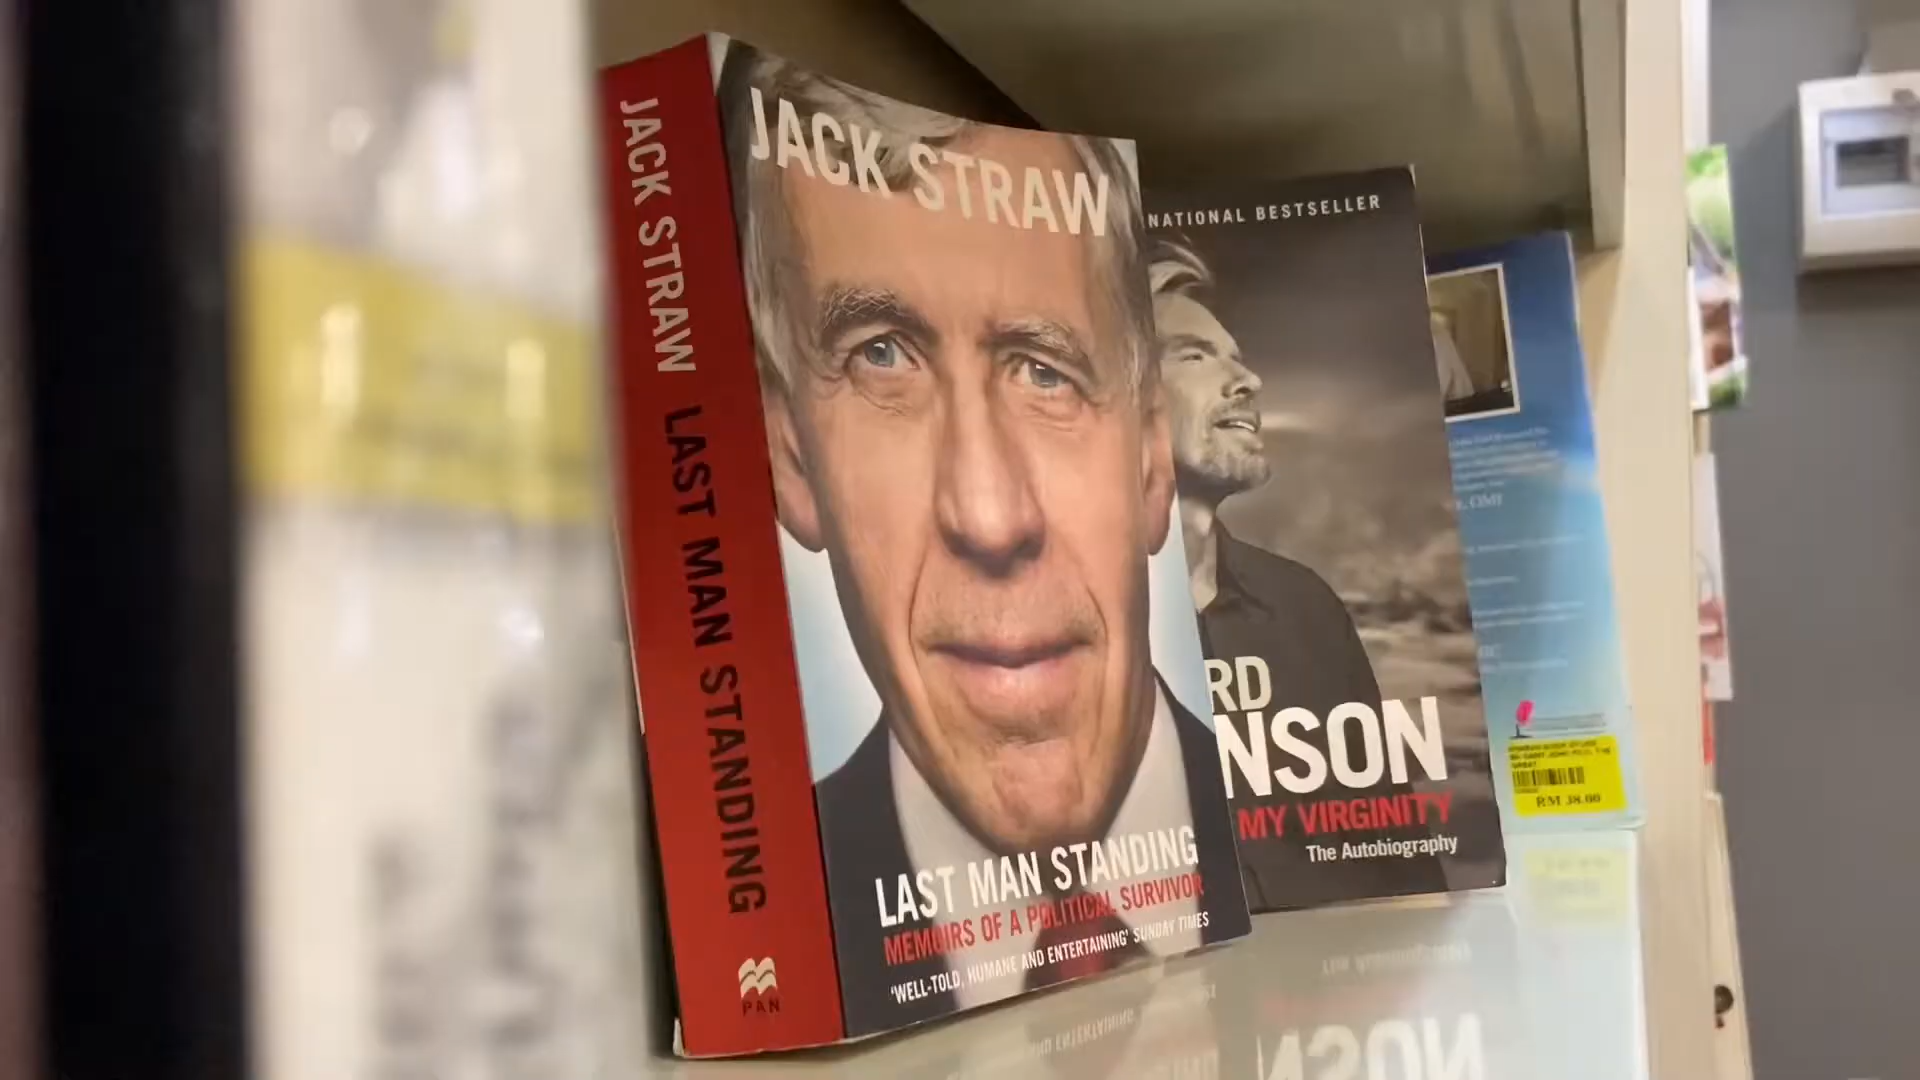 JACK STRAW LAST MAN STANDING
PAN
JACK STRAW
LAST MAN STANDING
MEMOIRS OF A POLITICAL SURVIVOR
'WELL-TOLD, HUMANE AND ENTERTAINING' SUNDAY TIMES
NATIONAL BESTSELLER
RD
NSON
MY VIRGINITY
The Autobiography
RM 38.00